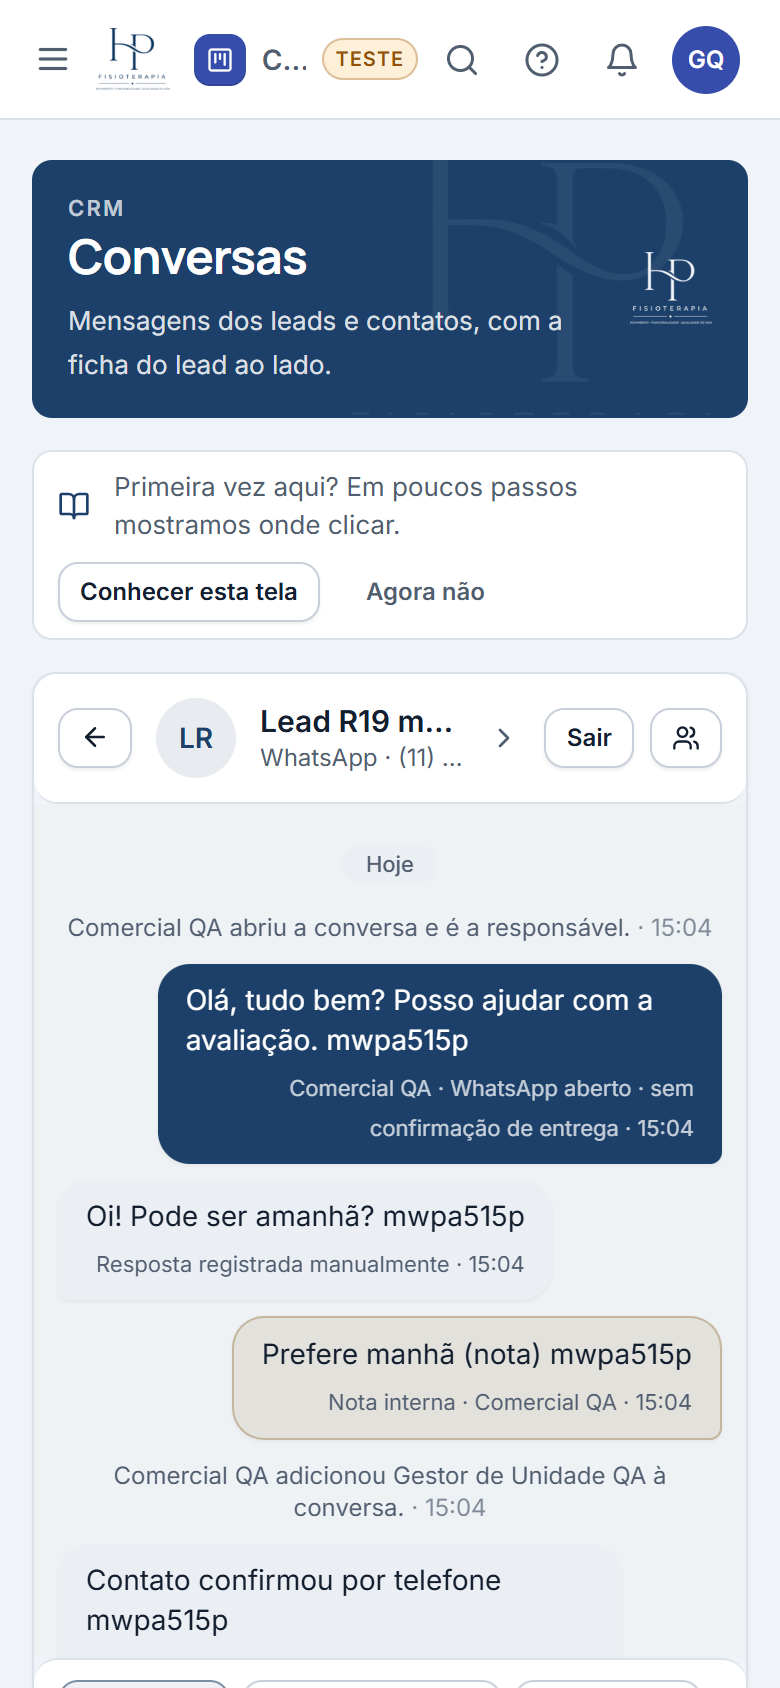 HP
FISIOTERAPIA
C...
TESTE
GQ
CRM
Conversas
Mensagens dos leads e contatos, com a
ficha do lead ao lado.
HP
FISIOTERAPIA
Primeira vez aqui? Em poucos passos
mostramos onde clicar.
Conhecer esta tela
Agora não
LR
Lead R19 m...
WhatsApp · (11) ...
Sair
Hoje
Comercial QA abriu a conversa e é a responsável. · 15:04
Olá, tudo bem? Posso ajudar com a
avaliação. mwpa515p
Comercial QA · WhatsApp aberto · sem
confirmação de entrega · 15:04
Oi! Pode ser amanhã? mwpa515p
Resposta registrada manualmente · 15:04
Prefere manhã (nota) mwpa515p
Nota interna · Comercial QA · 15:04
Comercial QA adicionou Gestor de Unidade QA à
conversa. · 15:04
Contato confirmou por telefone
mwpa515p